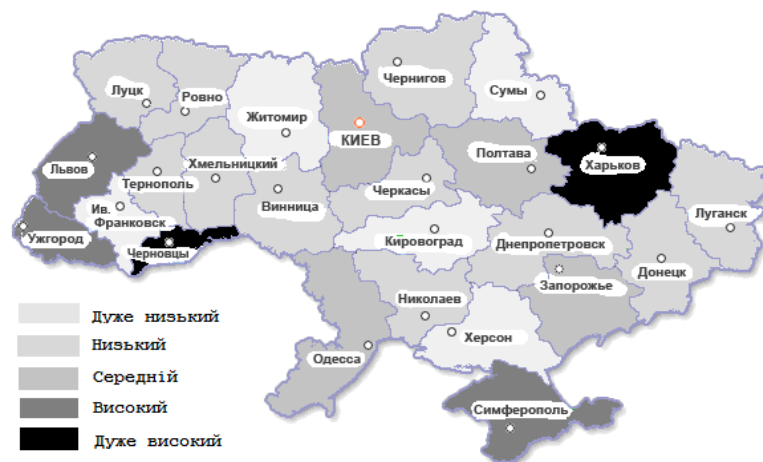 Чернигов
Луцк
Ровно
Сумы
Житомир
КИЕВ
Полтава
Харьков
Львов
Тернополь
Хмельницкий
Черкасы
Винница
Ив.
Франковск
Луганск
Ужгород
Черновцы
Кировоград
Днепропетровск
Донецк
Запорожье
Николаев
Херсон
Одесса
Симферополь
Дуже низький
Низький
Середній
Високий
Дуже високий